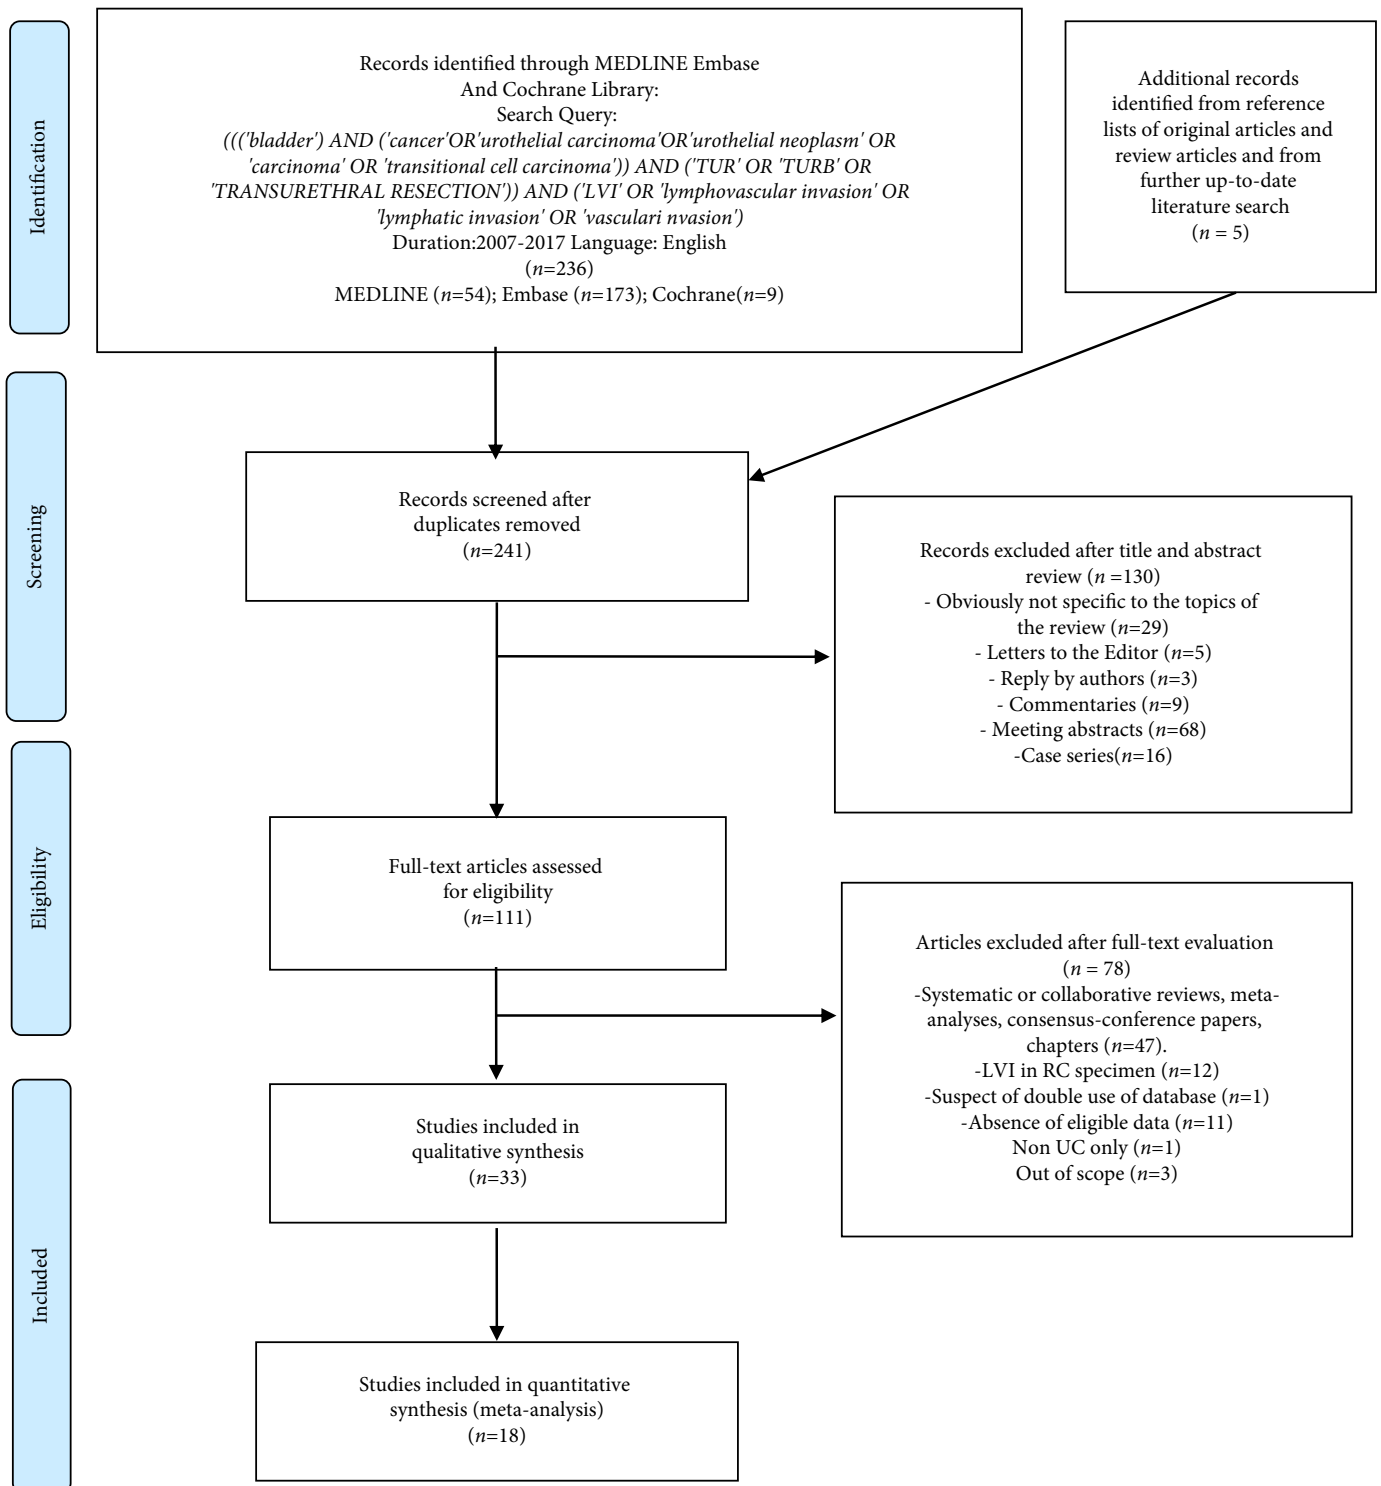 Identification
Records identified through MEDLINE Embase
And Cochrane Library:
Search Query:
((('bladder') AND ('cancer'OR'urothelial carcinoma'OR'urothelial neoplasm' OR
'carcinoma' OR 'transitional cell carcinoma')) AND ('TUR' OR 'TURB' OR
'TRANSURETHRAL RESECTION')) AND ('LVI' OR 'lymphovascular invasion' OR
'lymphatic invasion' OR 'vasculari nvasion')
Duration:2007-2017 Language: English
(n=236)
MEDLINE (n=54); Embase (n=173); Cochrane(n=9)
Additional records
identified from reference
lists of original articles and
review articles and from
further up-to-date
literature search
(n = 5)
Screening
Records screened after
duplicates removed
(n=241)
Records excluded after title and abstract
review (n =130)
- Obviously not specific to the topics of
the review (n=29)
- Letters to the Editor (n=5)
- Reply by authors (n=3)
- Commentaries (n=9)
- Meeting abstracts (n=68)
-Case series(n=16)
Eligibility
Full-text articles assessed
for eligibility
(n=111)
Articles excluded after full-text evaluation
(n = 78)
-Systematic or collaborative reviews, meta-
analyses, consensus-conference papers,
chapters (n=47).
-LVI in RC specimen (n=12)
-Suspect of double use of database (n=1)
-Absence of eligible data (n=11)
Non UC only (n=1)
Out of scope (n=3)
Included
Studies included in
qualitative synthesis
(n=33)
Studies included in quantitative
synthesis (meta-analysis)
(n=18)